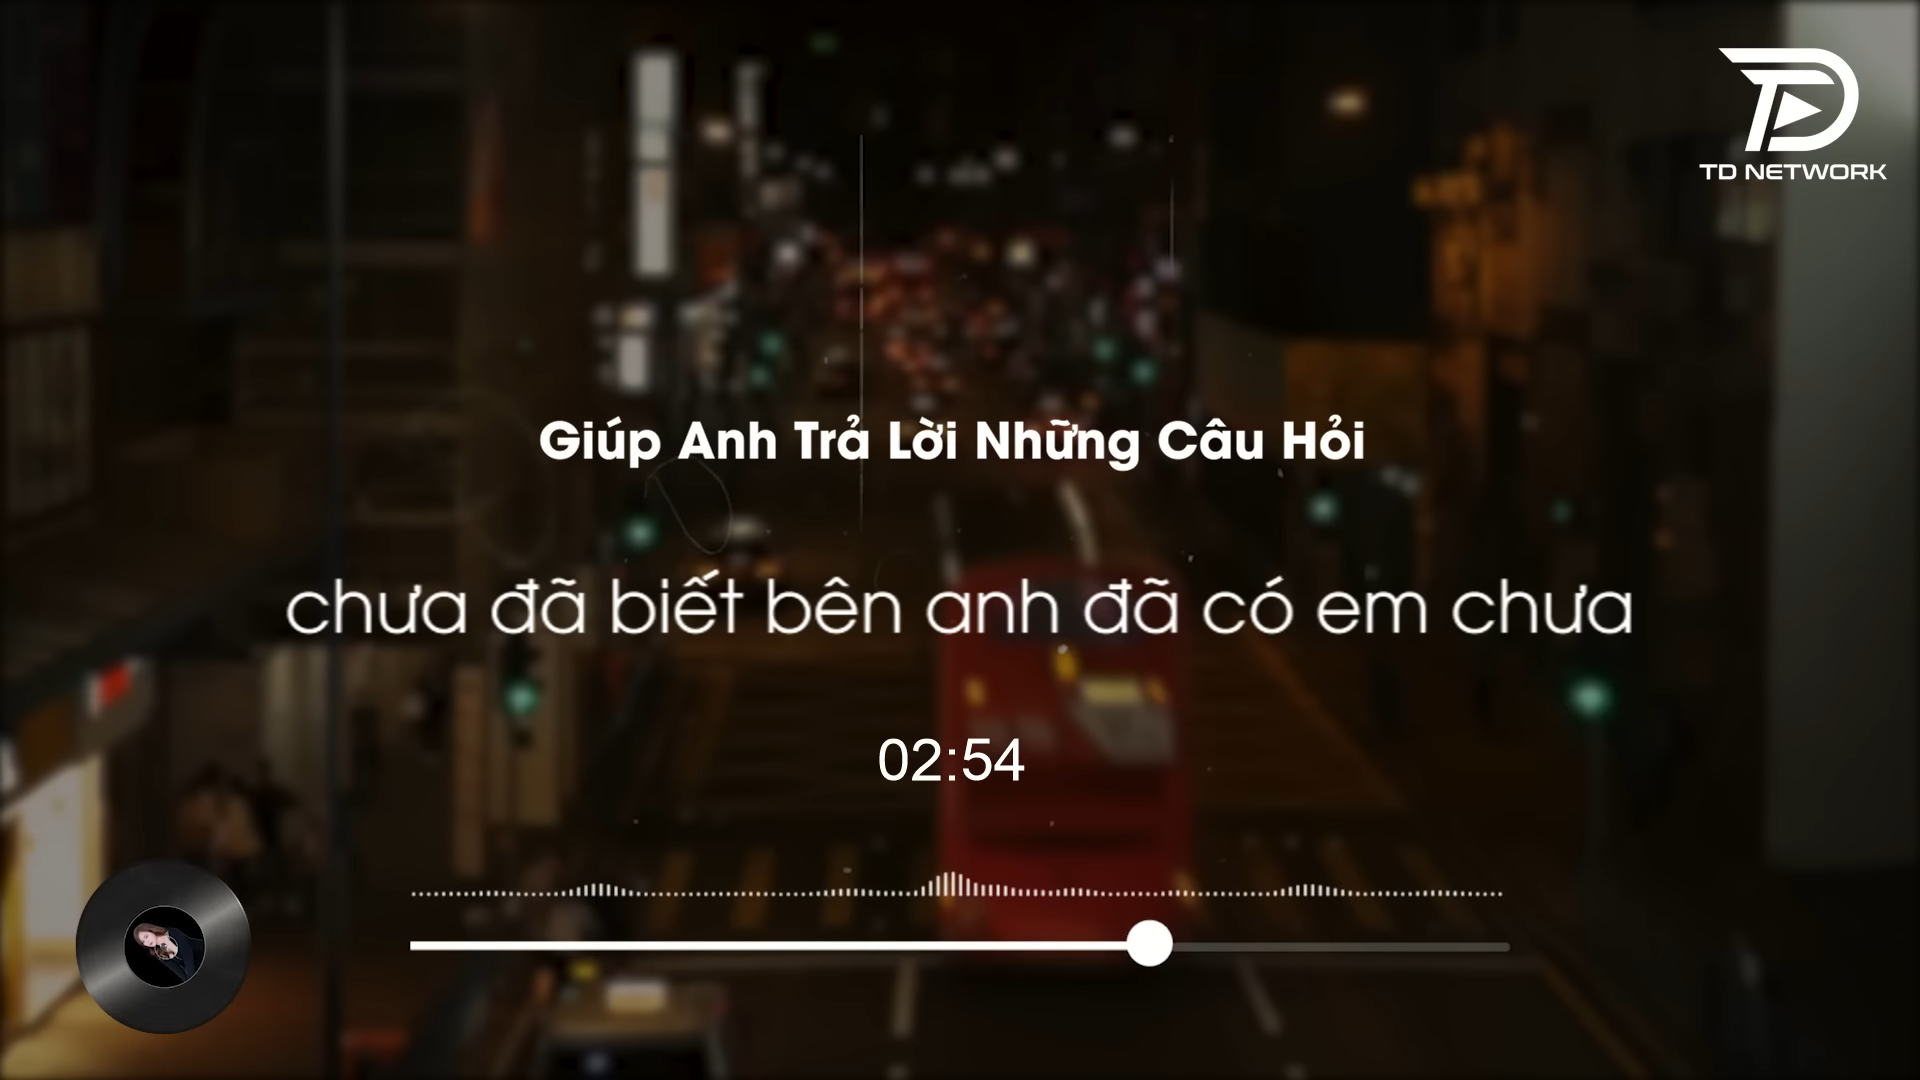 TD NETWORK
Giúp Anh Trả Lời Những Câu Hỏi
chưa đã biết bên anh đã có em chưa
02:54